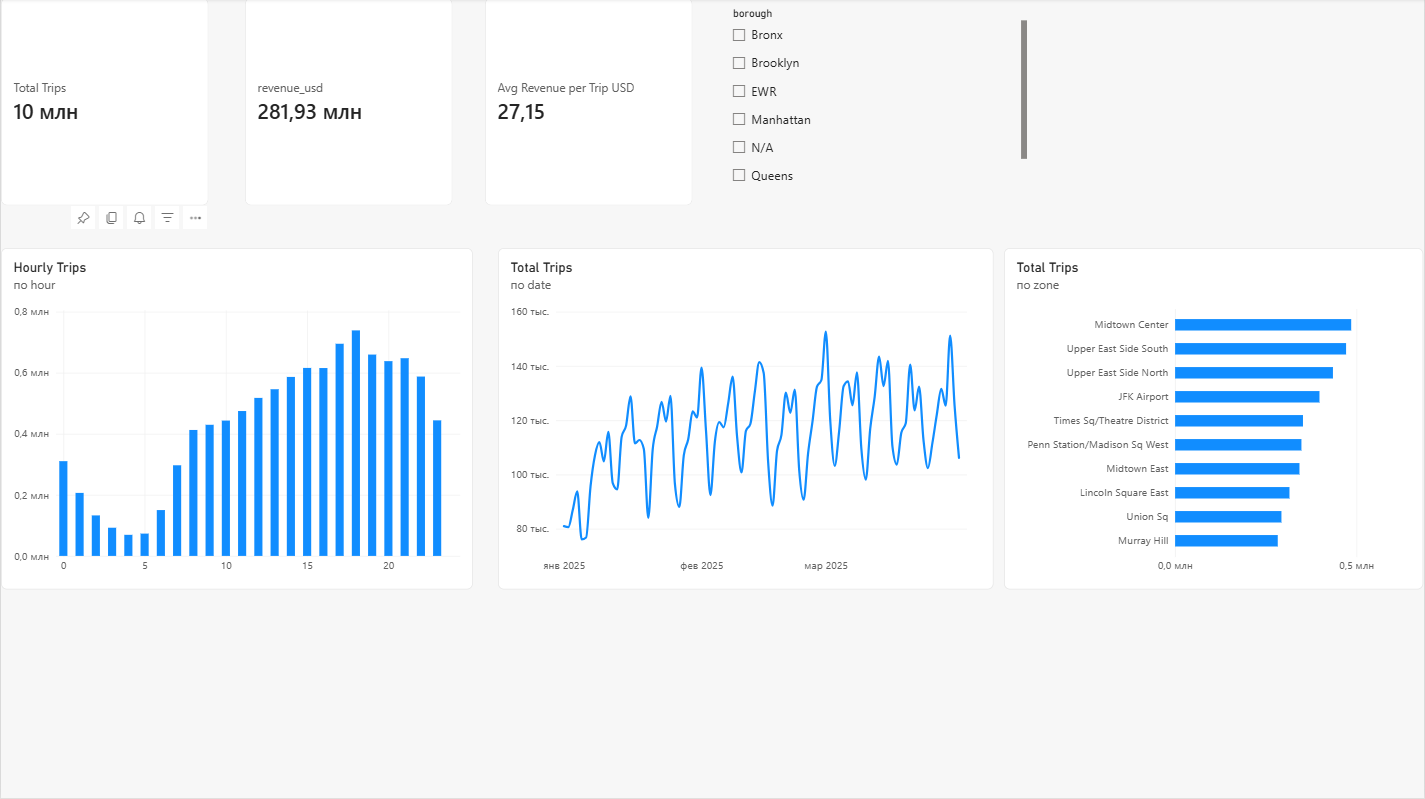 Total Trips
10 млн
revenue_usd
281,93 млн
Avg Revenue per Trip USD
27,15
borough
Bronx
Brooklyn
EWR
Manhattan
N/A
Queens
Hourly Trips
по hour
0,8 млн
0,6 млн
0,4 млн
0,2 млн
0,0 млн
0
5
10
15
20
Total Trips
по date
160 тыс.
140 тыс.
120 тыс.
100 тыс.
80 тыс.
янв 2025
фев 2025
мар 2025
Total Trips
по zone
Midtown Center
Upper East Side South
Upper East Side North
JFK Airport
Times Sq/Theatre District
Penn Station/Madison Sq West
Midtown East
Lincoln Square East
Union Sq
Murray Hill
0,0 млн
0,5 млн